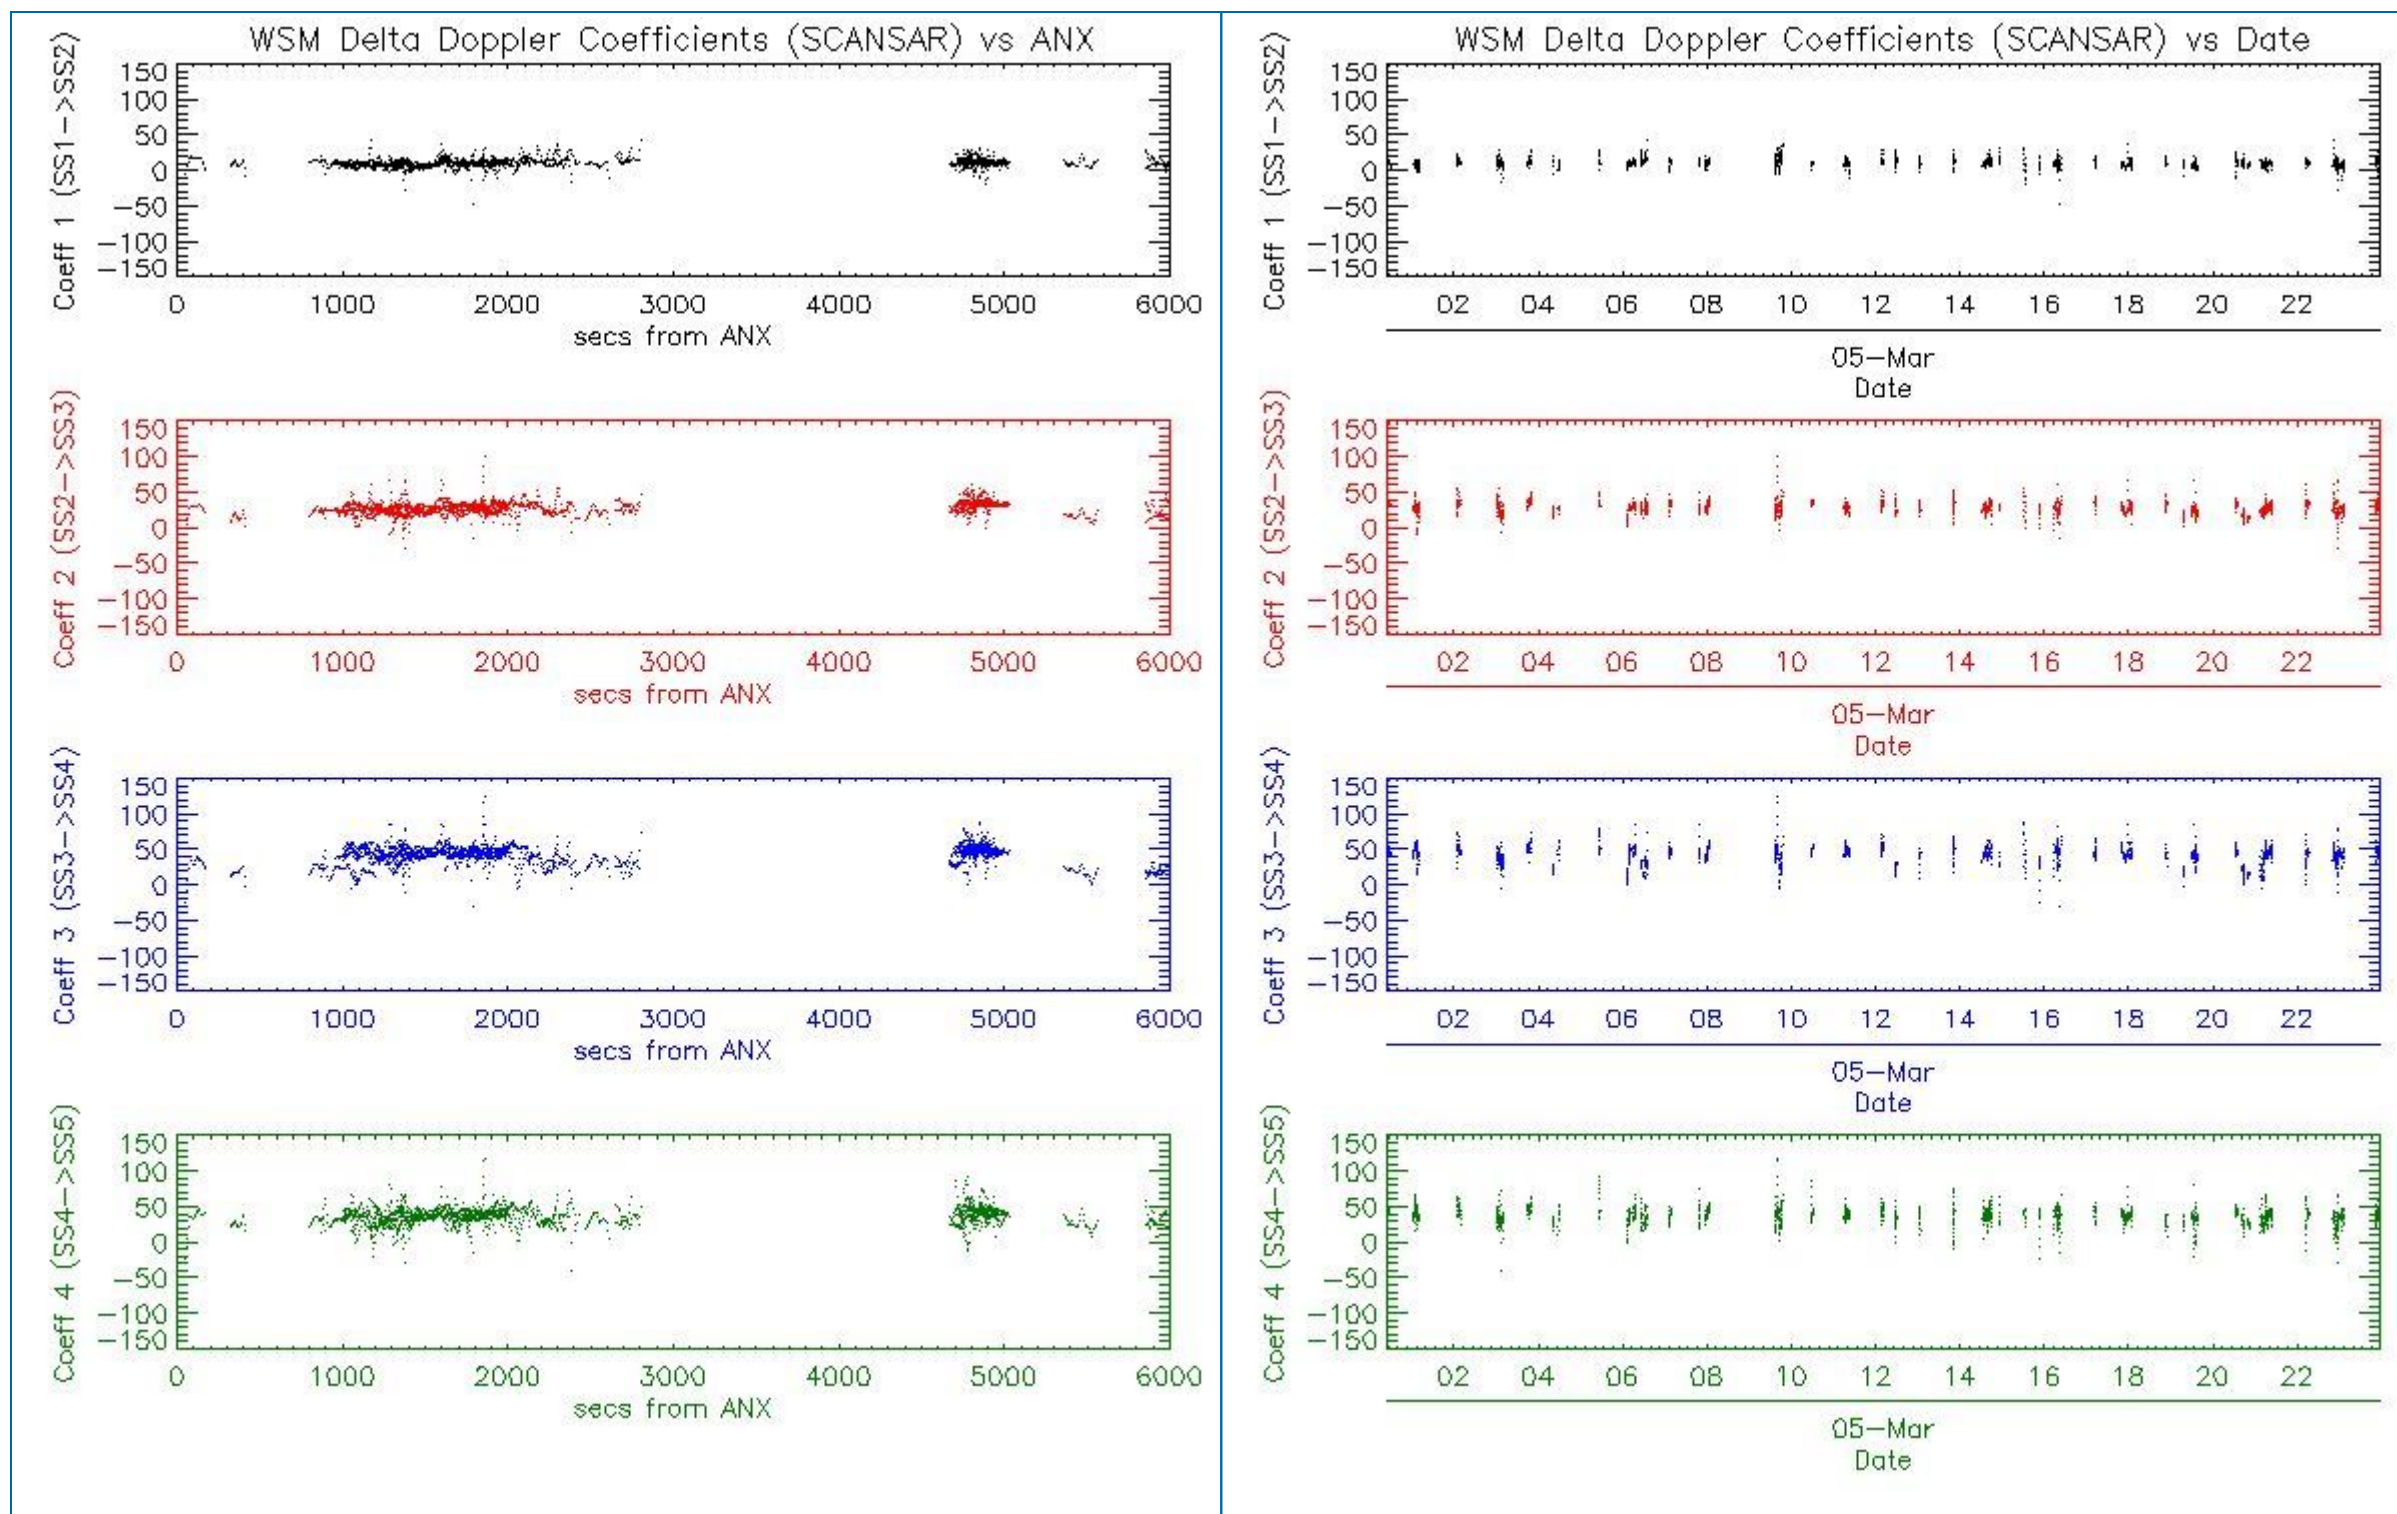 WSM Delta Doppler Coefficients (SCANSAR) vs ANX
Coeff 1 (SS1->SS2)
150
100
50
0
-50
-100
-150
0 1000 2000 3000 4000 5000 6000
secs from ANX
Coeff 2 (SS2->SS3)
150
100
50
0
-50
-100
-150
0 1000 2000 3000 4000 5000 6000
secs from ANX
Coeff 3 (SS3->SS4)
150
100
50
0
-50
-100
-150
0 1000 2000 3000 4000 5000 6000
secs from ANX
Coeff 4 (SS4->SS5)
150
100
50
0
-50
-100
-150
0 1000 2000 3000 4000 5000 6000
secs from ANX
WSM Delta Doppler Coefficients (SCANSAR) vs Date
Coeff 1 (SS1->SS2)
150
100
50
0
-50
-100
-150
02 04 06 08 10 12 14 16 18 20 22
05-Mar
Date
Coeff 2 (SS2->SS3)
150
100
50
0
-50
-100
-150
02 04 06 08 10 12 14 16 18 20 22
05-Mar
Date
Coeff 3 (SS3->SS4)
150
100
50
0
-50
-100
-150
02 04 06 08 10 12 14 16 18 20 22
05-Mar
Date
Coeff 4 (SS4->SS5)
150
100
50
0
-50
-100
-150
02 04 06 08 10 12 14 16 18 20 22
05-Mar
Date